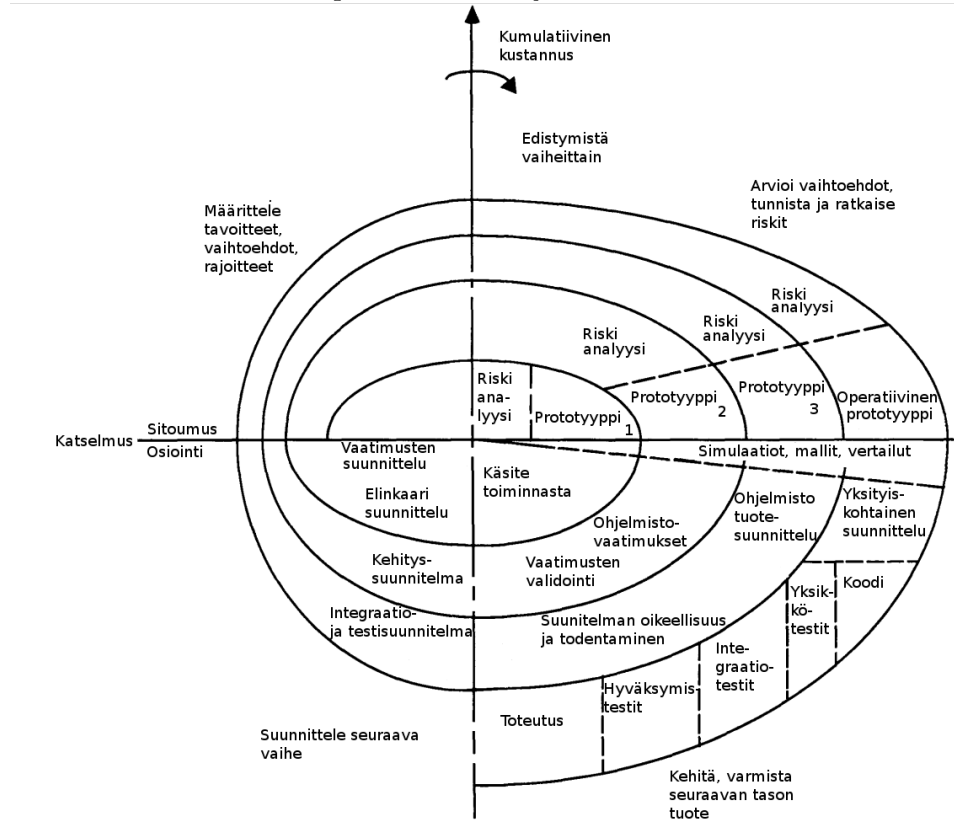 Kumulatiivinen
kustannus
Edistymistä
vaiheittain
Arvioi vaihtoehdot,
tunnista ja ratkaise
riskit
Määrittele
tavoitteet,
vaihtoehdot,
rajoitteet
Riski
analyysi
Riski
analyysi
Riski
analyysi
Riski
ana-
lyysi
Prototyyppi
1
Prototyyppi
2
Prototyyppi
3
Operatiivinen
prototyyppi
Katselmus
Sitoumus
Osiointi
Simulaatiot, mallit, vertailut
Vaatimusten
suunnittelu
Elinkaari
suunnittelu
Käsite
toiminnasta
Ohjelmisto-
vaatimukset
Ohjelmisto
tuote-
suunnittelu
Yksityis-
kohtainen
suunnittelu
Kehitys-
suunnitelma
Vaatimusten
validointi
Integraatio-
ja testisuunnitelma
Suunitelman oikeellisuus
ja todentaminen
Koodi
Yksik-
kö-
testit
Inte-
graatio-
testit
Hyväksymis-
testit
Toteutus
Suunnittele seuraava
vaihe
Kehitä, varmista
seuraavan tason
tuote